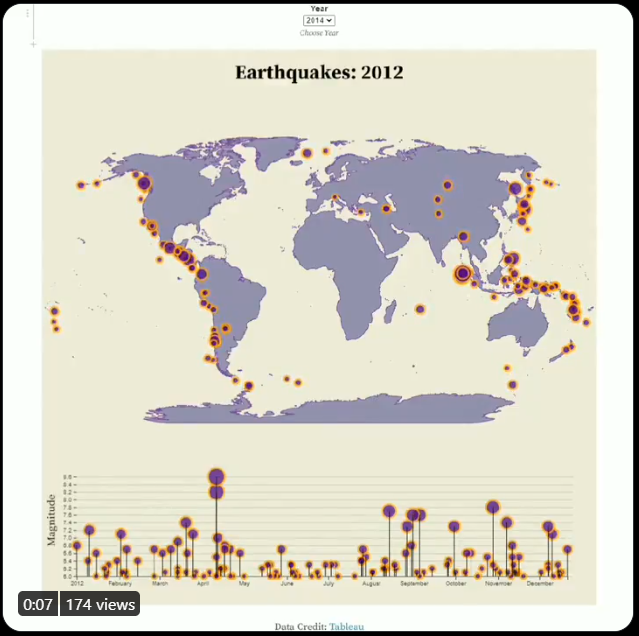 Year
2014
Choose Year
Earthquakes: 2012
Magnitude
8.6
8.4
8.2
8.0
7.8
7.6
7.4
7.2
7.0
6.8
6.6
6.4
6.2
6.0
2012 February March April May June July August September October November December
0:07 174 views
Data Credit: Tableau